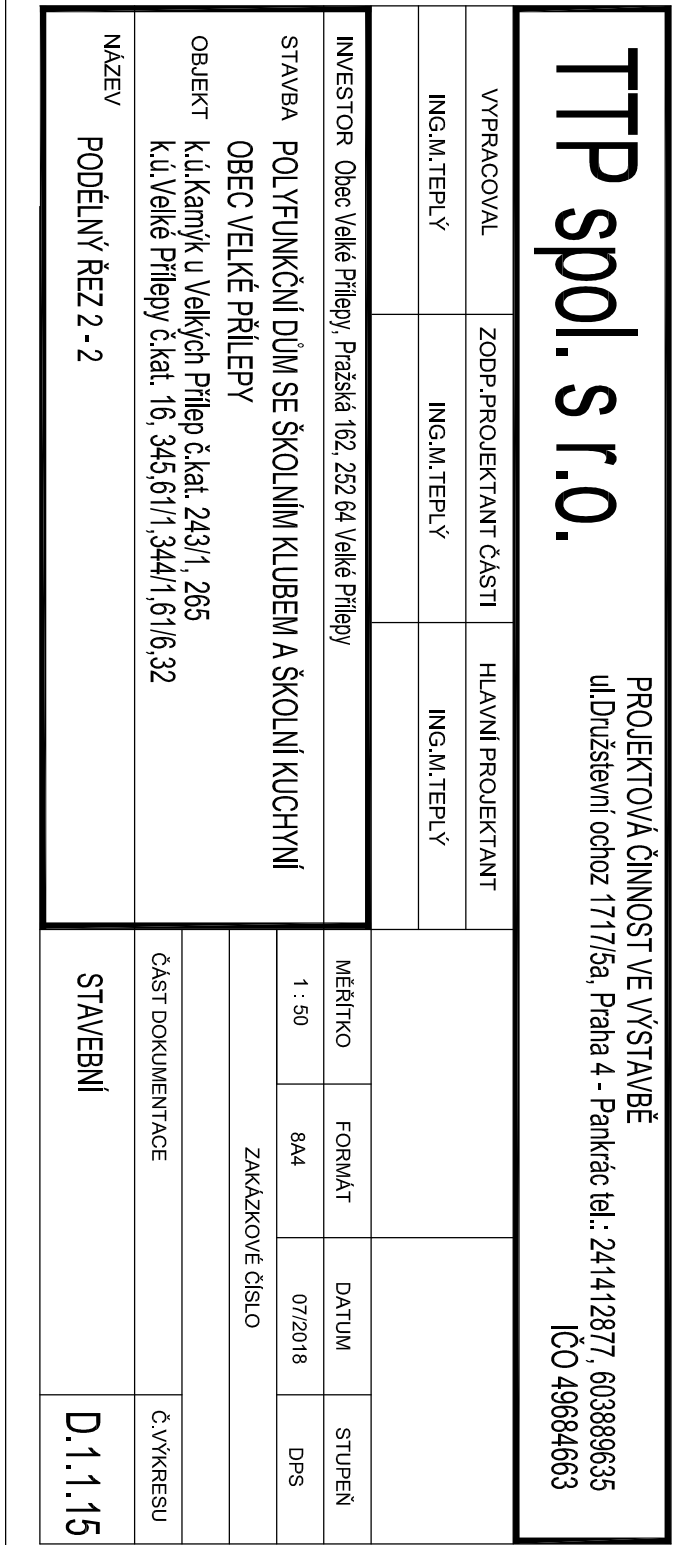 TTP spol. s r.o.
PROJEKTOVÁ ČINNOST VE VÝSTAVBĚ
ul.Družstevní ochoz 1717/5a, Praha 4 - Pankrác tel.: 241412877, 603889635
IČO 49684663
VYPRACOVAL ZODP.PROJEKTANT ČÁSTI HLAVNÍ PROJEKTANT
ING.M.TEPLÝ ING.M.TEPLÝ ING.M.TEPLÝ
INVESTOR Obec Velké Přílepy, Pražská 162, 252 64 Velké Přílepy
MĚŘÍTKO FORMÁT DATUM STUPEŇ
STAVBA POLYFUNKČNÍ DŮM SE ŠKOLNÍM KLUBEM A ŠKOLNÍ KUCHYNÍ
1 : 50 8A4 07/2018 DPS
OBEC VELKÉ PŘÍLEPY
ZAKÁZKOVÉ ČÍSLO
OBJEKT k.ú.Kamýk u Velkých Přílep č.kat. 243/1, 265
k.ú.Velké Přílepy č.kat. 16, 345,61/1,344/1,61/6,32
ČÁST DOKUMENTACE Č.VÝKRESU
NÁZEV PODÉLNÝ ŘEZ 2 - 2
STAVEBNÍ D.1.1.15